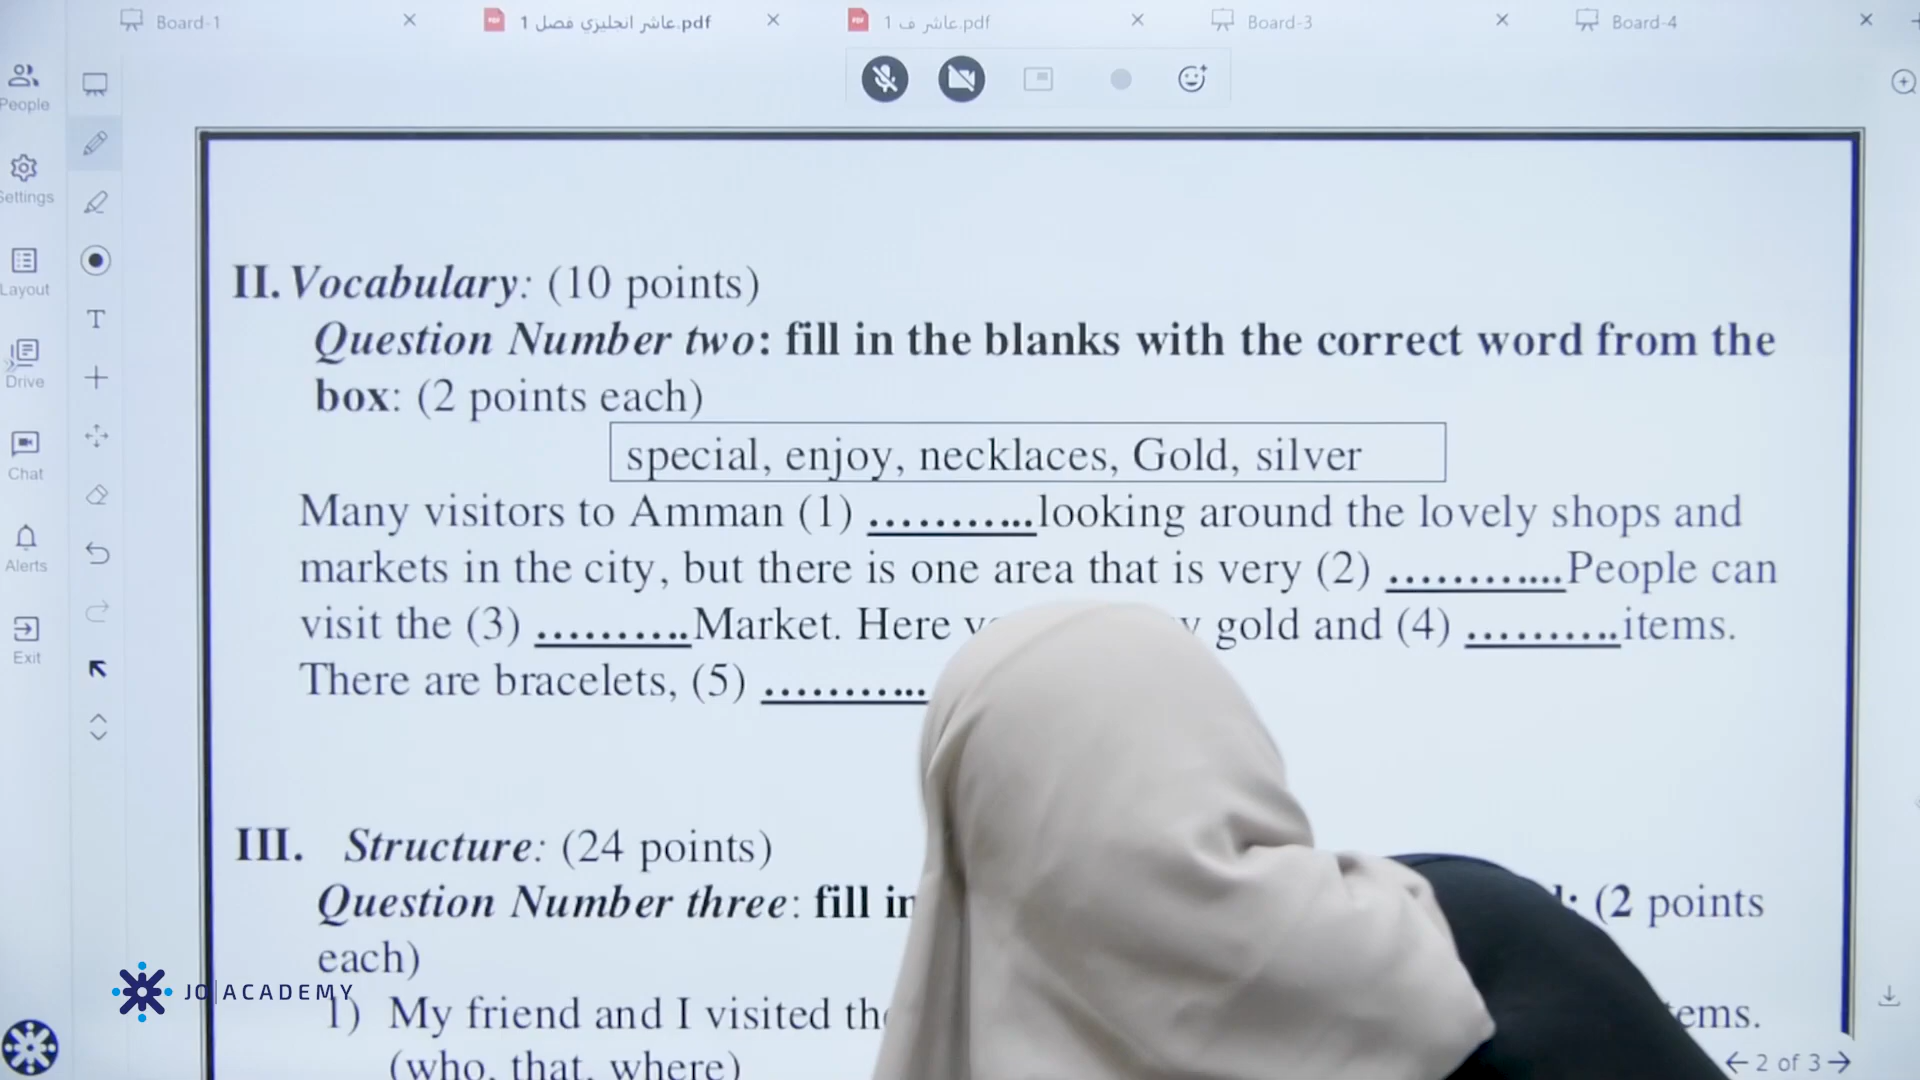 Board-1
عاشر انجليزي فصل 1.pdf
عاشر ف 1.pdf
Board-3
Board-4
People
Settings
Layout
Drive
Chat
Alerts
Exit
T
II. Vocabulary: (10 points)
Question Number two: fill in the blanks with the correct word from the
box: (2 points each)
special, enjoy, necklaces, Gold, silver
Many visitors to Amman (1) ............looking around the lovely shops and
markets in the city, but there is one area that is very (2) .............People can
visit the (3) ...........Market. Here gold and (4) ...........items.
There are bracelets, (5) ............
III. Structure: (24 points)
Question Number three: fill in (2 points
each)
1) My friend and I visited the
(who, that, where)
JO ACADEMY
2 of 3